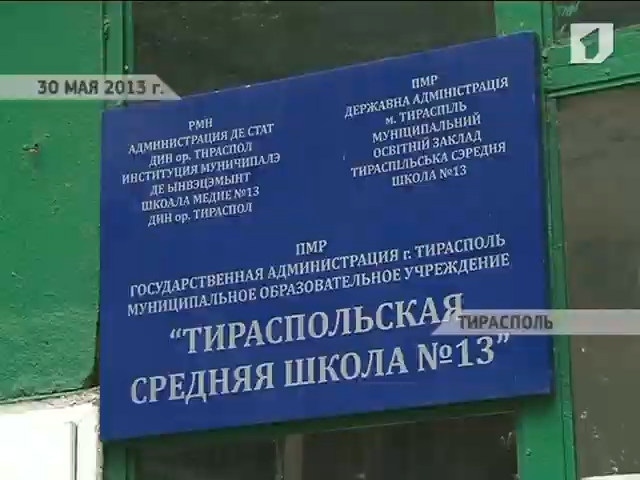 30 МАЯ 2013 г.
1
РМН
АДМИНИСТРАЦИЯ ДЕ СТАТ
ДИН ор. ТИРАСПОЛ
ИНСТИТУЦИЯ МУНИЧИПАЛЭ
ДЕ ЫНВЭЦЭМЫНТ
ШКОАЛА МЕДИЕ №13
ДИН ор. ТИРАСПОЛ
ПМР
ДЕРЖАВНА АДМІНІСТРАЦІЯ
м. ТИРАСПІЛЬ
МУНІЦИПАЛЬНИЙ
ОСВІТНІЙ ЗАКЛАД
ТИРАСПІЛЬСЬКА СЭРЕДНЯ
ШКОЛА №13
ПМР
ГОСУДАРСТВЕННАЯ АДМИНИСТРАЦИЯ г. ТИРАСПОЛЬ
МУНИЦИПАЛЬНОЕ ОБРАЗОВАТЕЛЬНОЕ УЧРЕЖДЕНИЕ
“ТИРАСПОЛЬСКАЯ
СРЕДНЯЯ ШКОЛА №13”
ТИРАСПОЛЬ